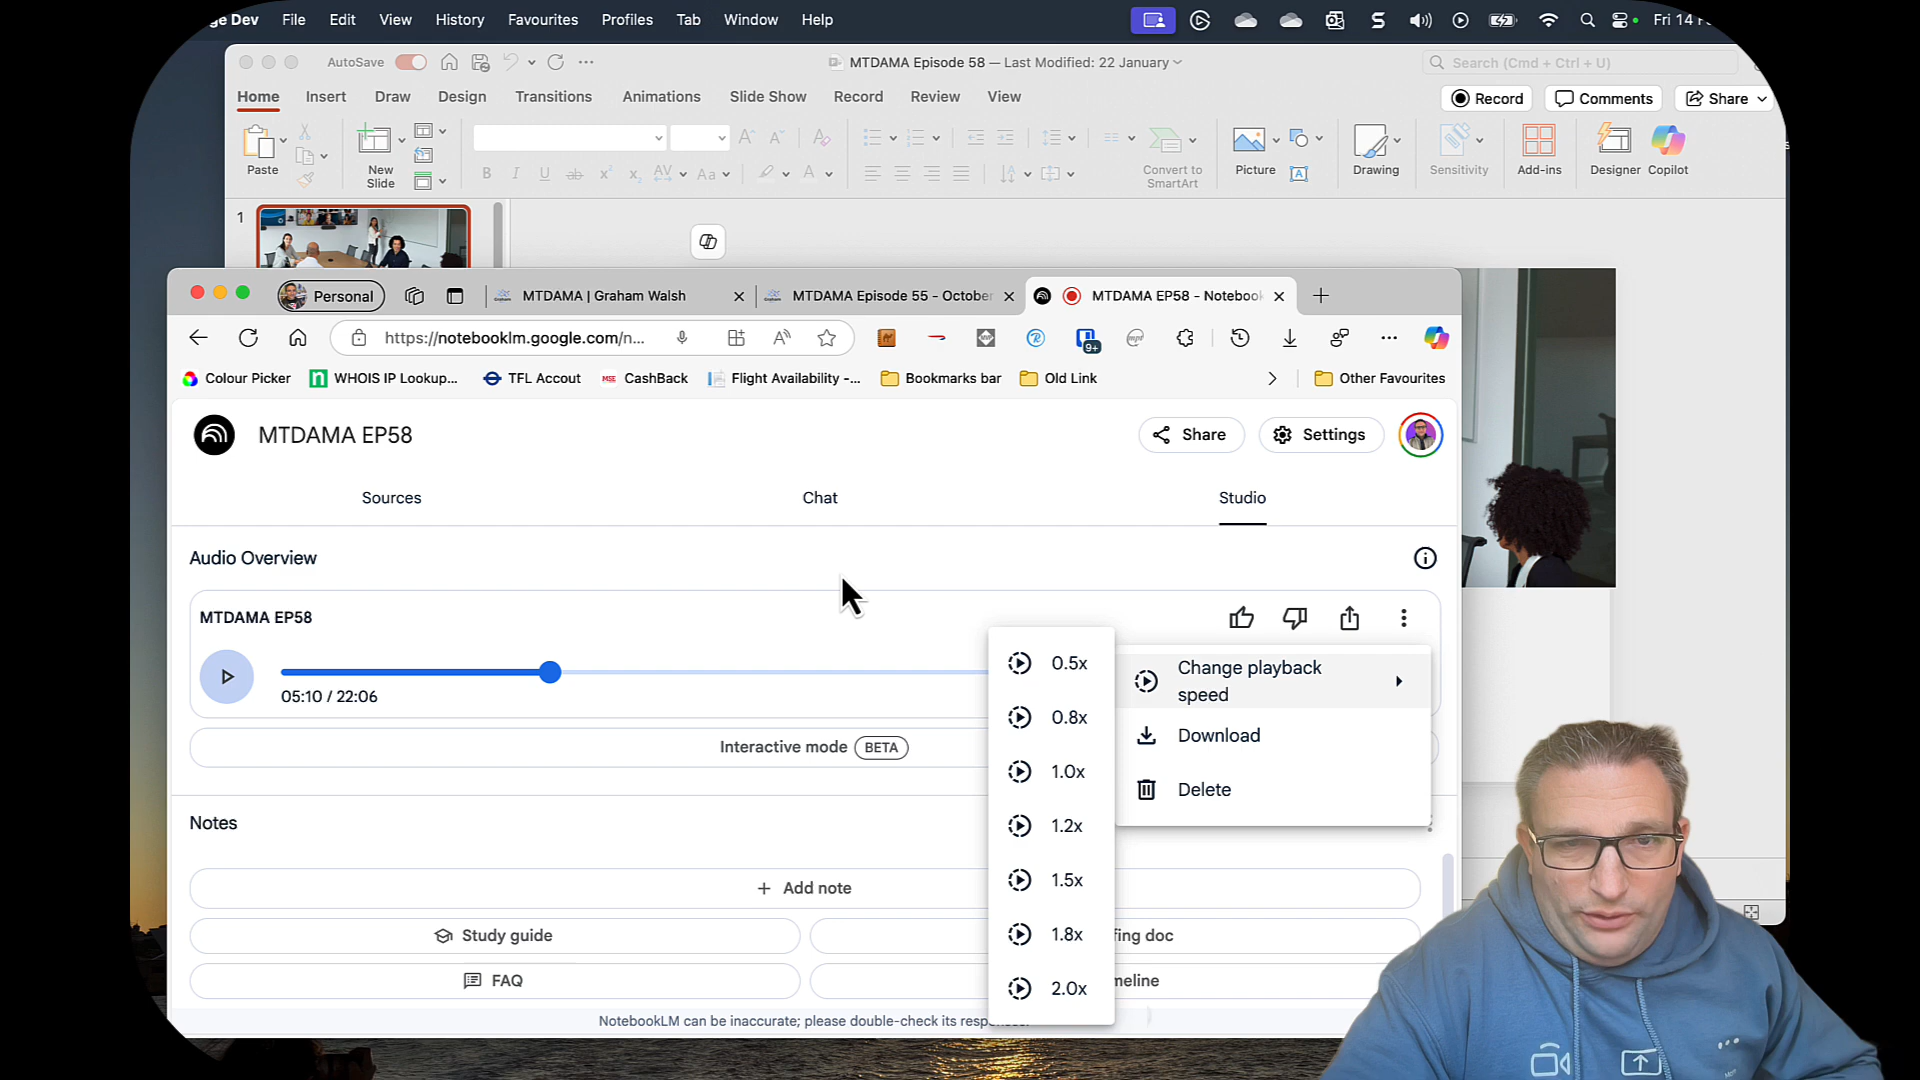 ge Dev File Edit View History Favourites Profiles Tab Window Help Fri 14
AutoSave MTDAMA Episode 58 — Last Modified: 22 January Search (Cmd + Ctrl + U)
Home Insert Draw Design Transitions Animations Slide Show Record Review View Record Comments Share
Paste New Slide Convert to SmartArt Picture Drawing Sensitivity Add-ins Designer Copilot
1
Personal MTDAMA | Graham Walsh MTDAMA Episode 55 - October MTDAMA EP58 - Notebook
https://notebooklm.google.com/n... 9+
Colour Picker WHOIS IP Lookup... TFL Accout CashBack Flight Availability -... Bookmarks bar Old Link Other Favourites
MTDAMA EP58 Share Settings
Sources Chat Studio
Audio Overview
MTDAMA EP58
05:10 / 22:06
Change playback speed
Download
Delete
0.5x
0.8x
1.0x
1.2x
1.5x
1.8x
2.0x
Interactive mode BETA
Notes
+ Add note
Study guide fing doc
FAQ meline
NotebookLM can be inaccurate; please double-check its responses.